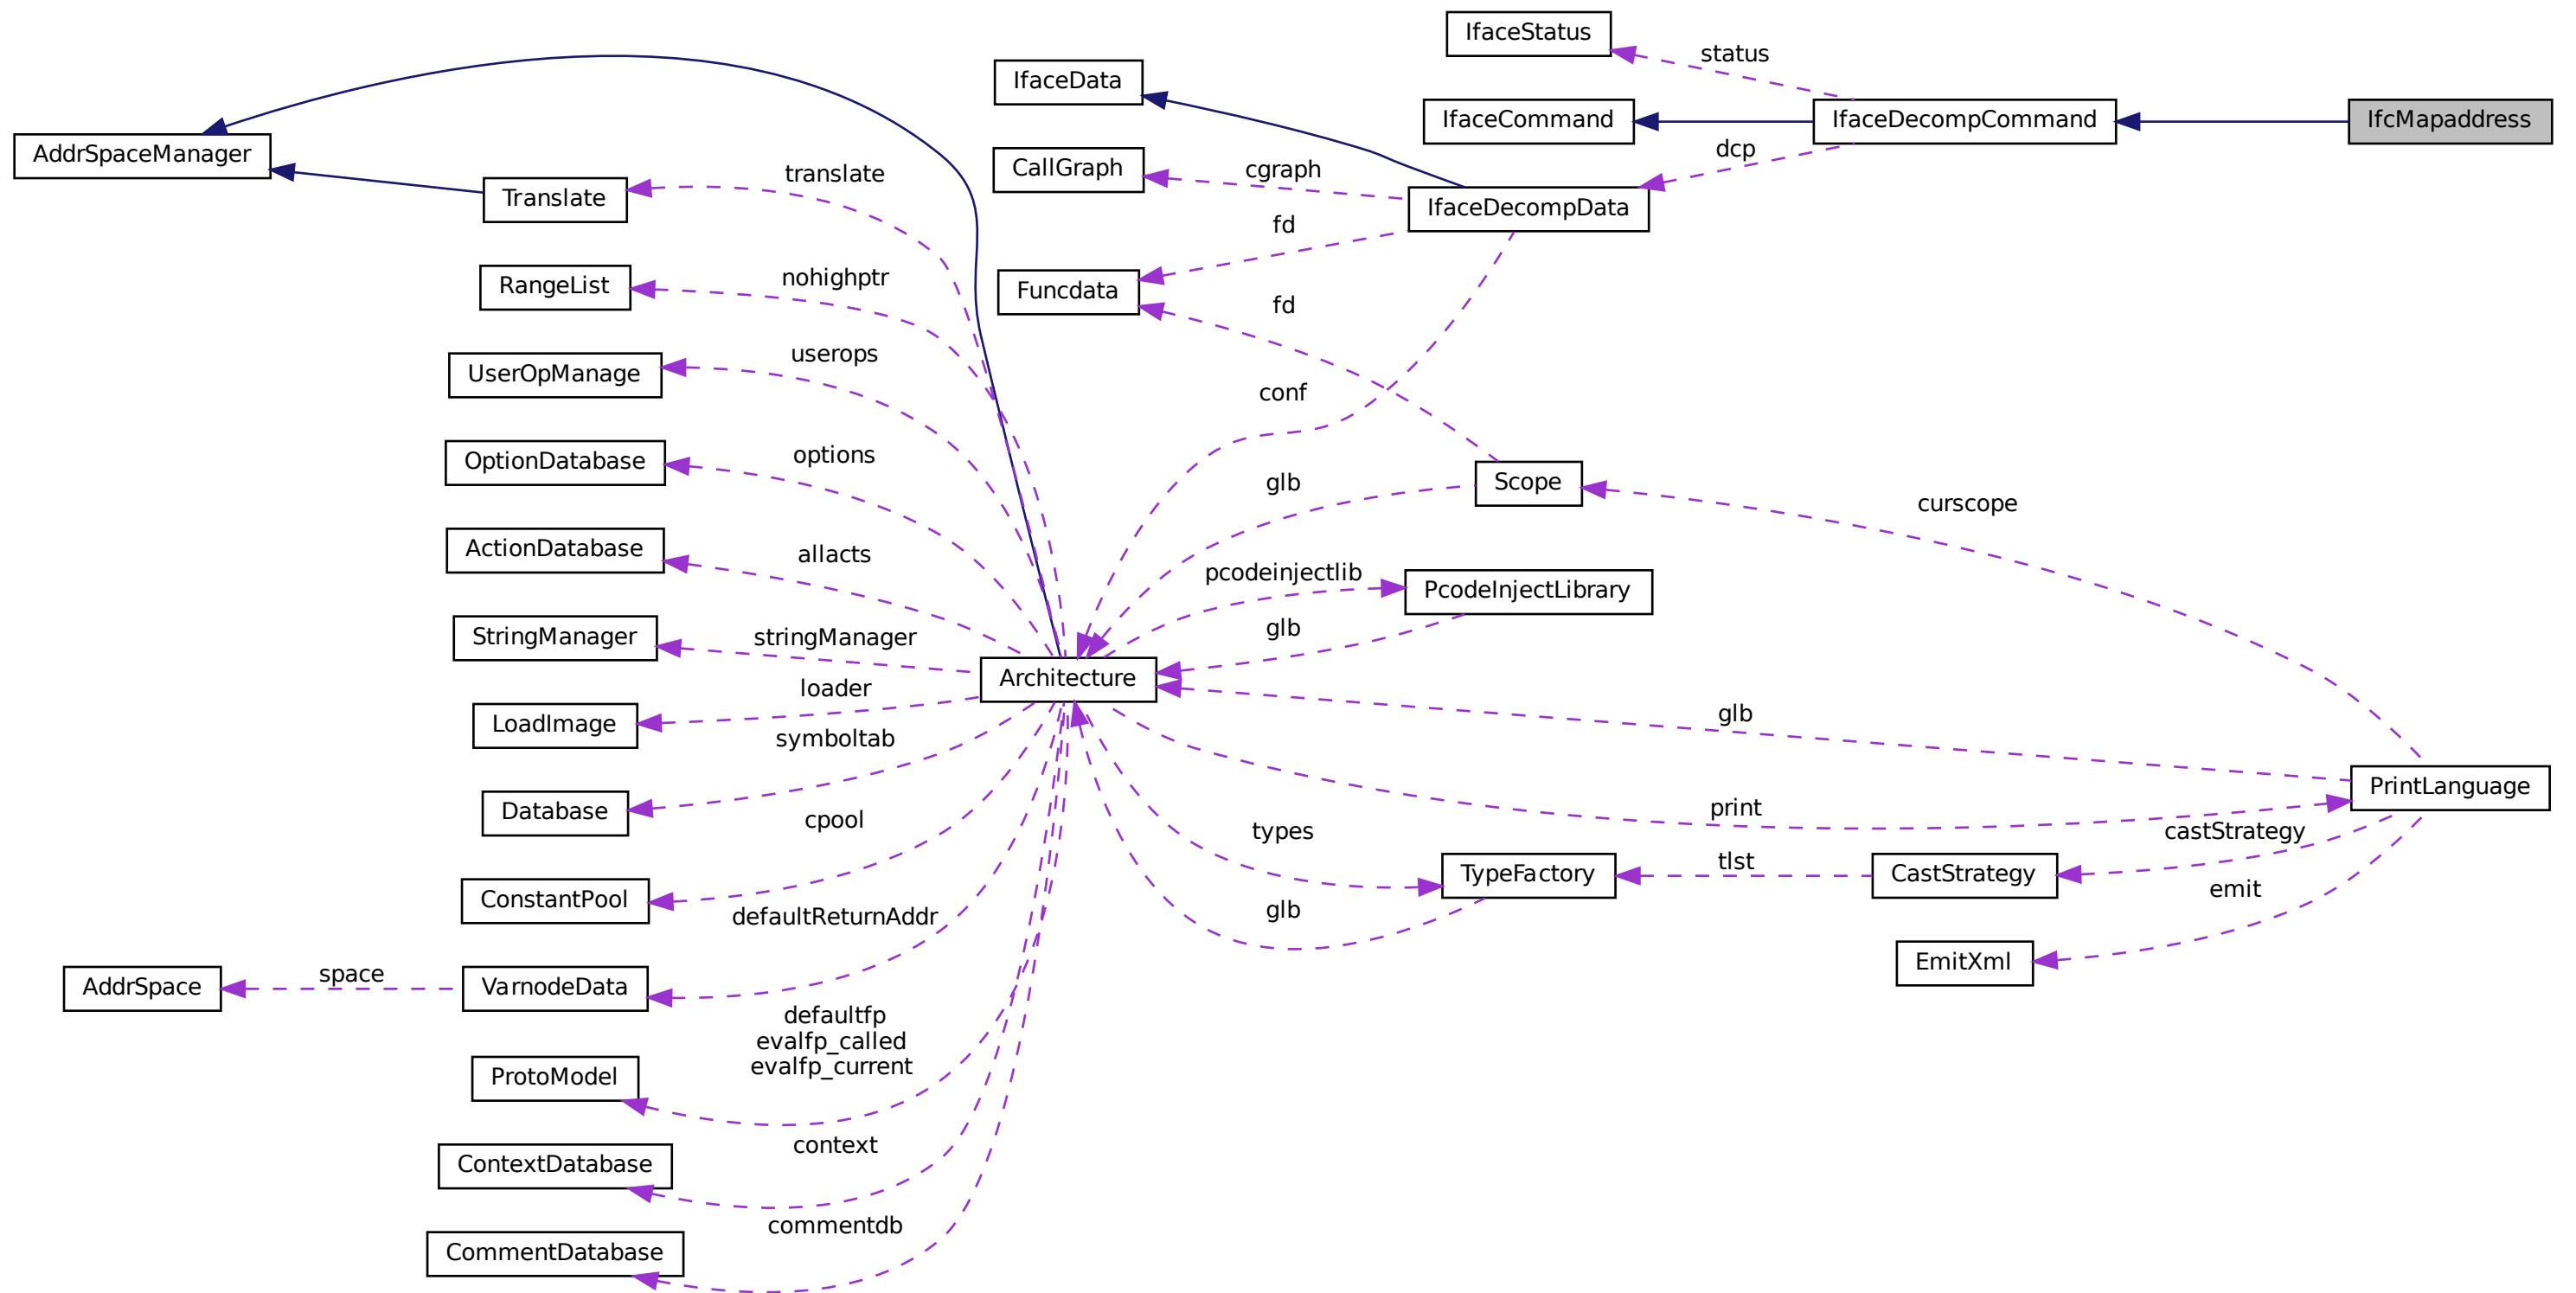 IfaceStatus
status
IfaceData
IfaceCommand
IfaceDecompCommand
IfcMapaddress
AddrSpaceManager
translate
CallGraph
cgraph
dcp
Translate
IfaceDecompData
fd
RangeList
nohighptr
Funcdata
fd
UserOpManage
userops
conf
OptionDatabase
options
glb
Scope
curscope
ActionDatabase
allacts
pcodeinjectlib
PcodeInjectLibrary
StringManager
stringManager
glb
Architecture
LoadImage
loader
glb
symboltab
PrintLanguage
Database
cpool
print
types
castStrategy
tlst
TypeFactory
CastStrategy
ConstantPool
defaultReturnAddr
glb
emit
EmitXml
AddrSpace
space
VarnodeData
defaultfp
evalfp_called
evalfp_current
ProtoModel
context
ContextDatabase
commentdb
CommentDatabase